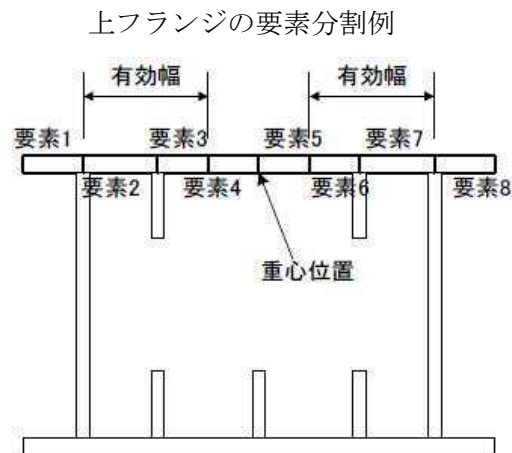 上フランジの要素分割例
有効幅 有効幅
要素1 要素3 要素5 要素7
要素2 要素4 要素6 要素8
重心位置